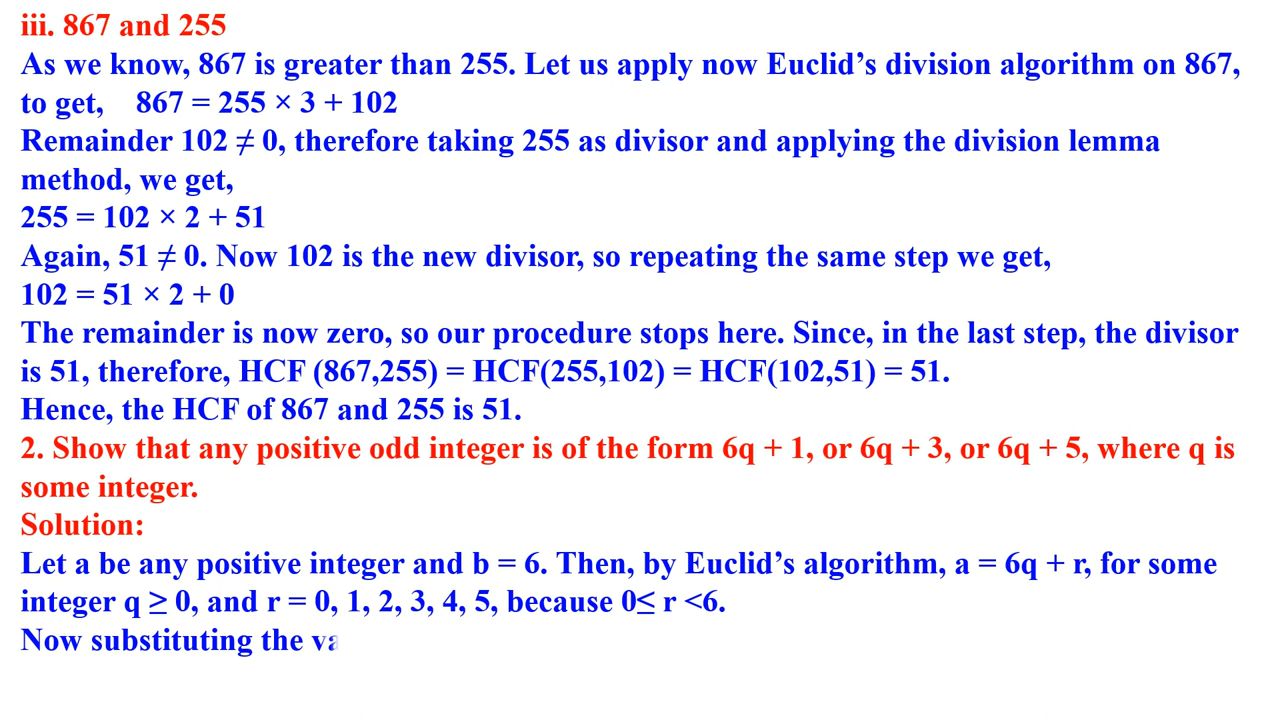 iii. 867 and 255
As we know, 867 is greater than 255. Let us apply now Euclid’s division algorithm on 867,
to get, 867 = 255 × 3 + 102
Remainder 102 ≠ 0, therefore taking 255 as divisor and applying the division lemma
method, we get,
255 = 102 × 2 + 51
Again, 51 ≠ 0. Now 102 is the new divisor, so repeating the same step we get,
102 = 51 × 2 + 0
The remainder is now zero, so our procedure stops here. Since, in the last step, the divisor
is 51, therefore, HCF (867,255) = HCF(255,102) = HCF(102,51) = 51.
Hence, the HCF of 867 and 255 is 51.
2. Show that any positive odd integer is of the form 6q + 1, or 6q + 3, or 6q + 5, where q is
some integer.
Solution:
Let a be any positive integer and b = 6. Then, by Euclid’s algorithm, a = 6q + r, for some
integer q ≥ 0, and r = 0, 1, 2, 3, 4, 5, because 0≤ r <6.
Now substituting the